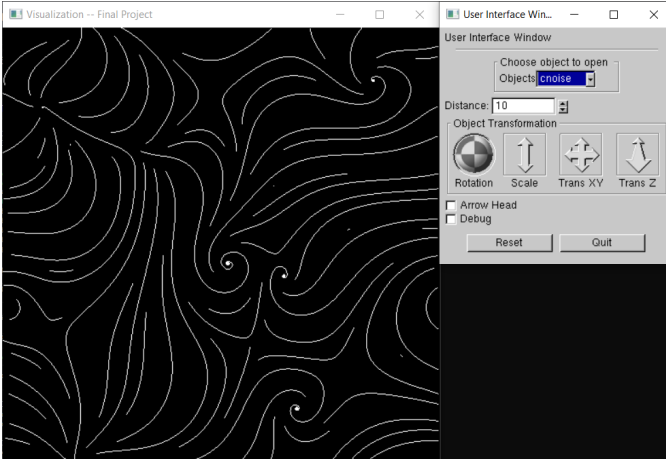 Visualization -- Final Project
User Interface Win...
User Interface Window
Choose object to open
Objects cnoise
Distance: 10
Object Transformation
Rotation Scale Trans XY Trans Z
Arrow Head
Debug
Reset Quit